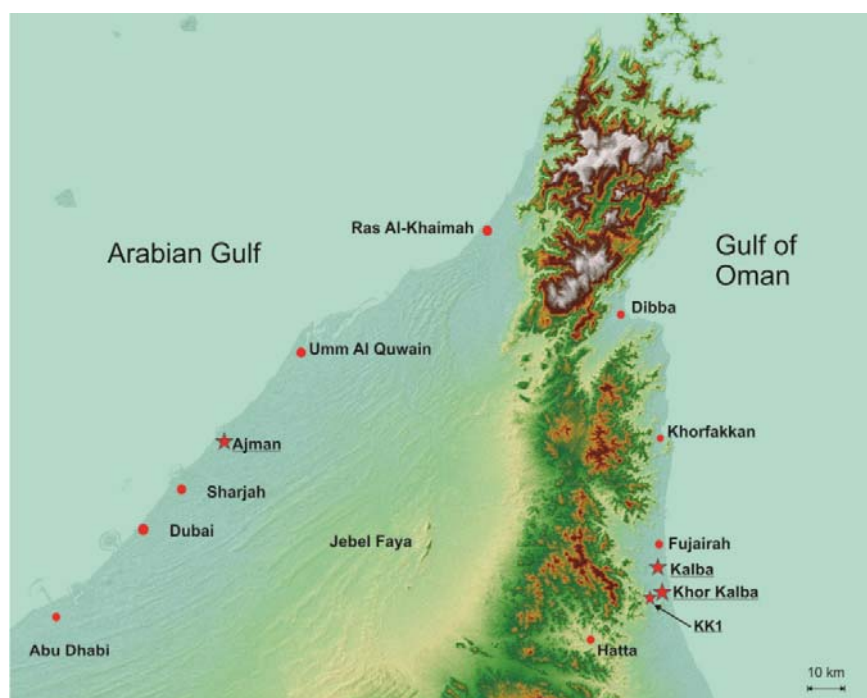 Ras Al-Khaimah
Arabian Gulf
Gulf of
Oman
Dibba
Umm Al Quwain
Khorfakkan
Ajman
Sharjah
Dubai
Jebel Faya
Fujairah
Kalba
Khor Kalba
KK1
Abu Dhabi
Hatta
10 km